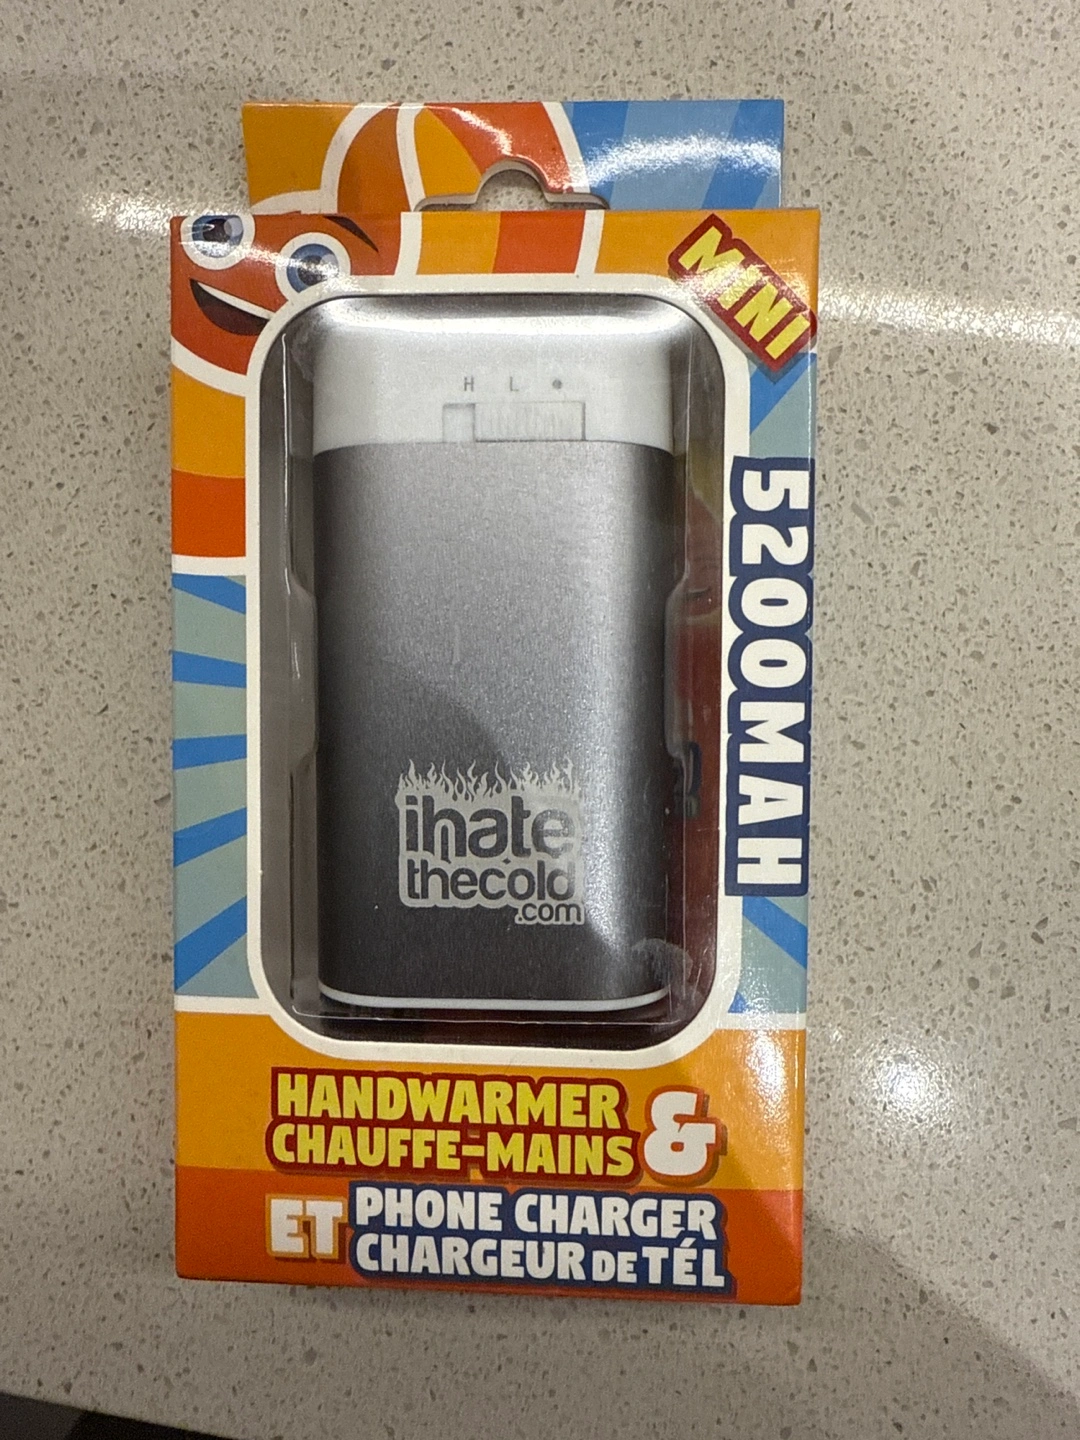 MINI
H L
5200MAH
ihate
thecold
.com
HANDWARMER
CHAUFFE-MAINS
&
ET
PHONE CHARGER
CHARGEUR DE TÉL